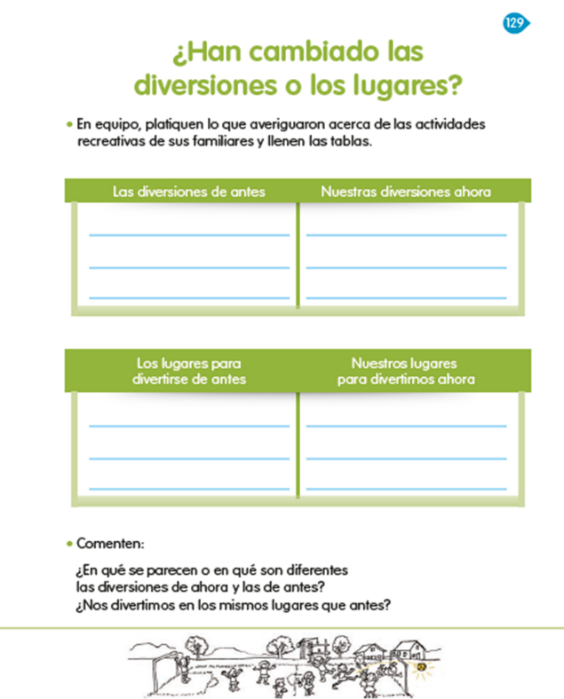 129
¿Han cambiado las
diversiones o los lugares?
• En equipo, platiquen lo que averiguaron acerca de las actividades
recreativas de sus familiares y llenen las tablas.
Las diversiones de antes
Nuestras diversiones ahora
Los lugares para
divertirse de antes
Nuestros lugares
para divertirnos ahora
• Comenten:
¿En qué se parecen o en qué son diferentes
las diversiones de ahora y las de antes?
¿Nos divertimos en los mismos lugares que antes?